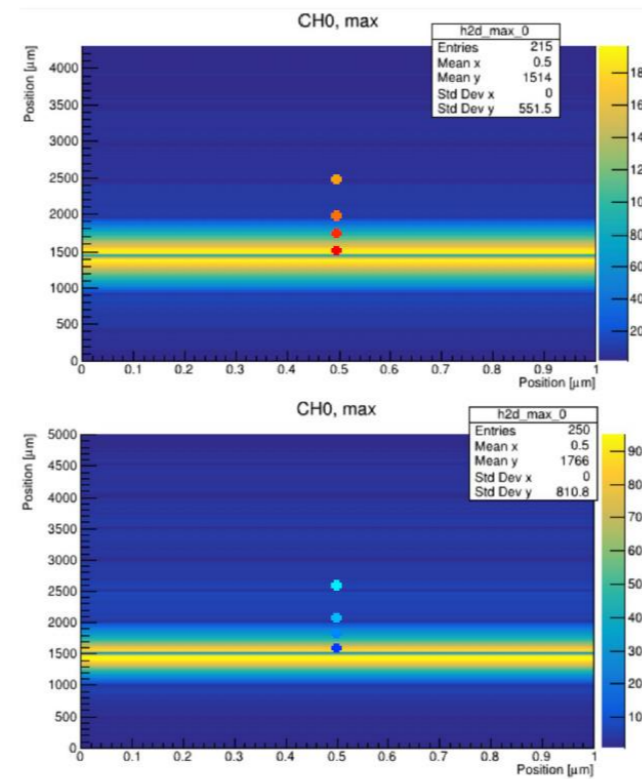 CH0, max
h2d_max_0
Entries 215
Mean x 0.5
Mean y 1514
Std Dev x 0
Std Dev y 551.5
Position [μm]
4000
3500
3000
2500
2000
1500
1000
500
0
0 0.1 0.2 0.3 0.4 0.5 0.6 0.7 0.8 0.9 1
Position [μm]
80
60
40
20
CH0, max
h2d_max_0
Entries 250
Mean x 0.5
Mean y 1766
Std Dev x 0
Std Dev y 810.8
Position [μm]
5000
4500
4000
3500
3000
2500
2000
1500
1000
500
0
0 0.1 0.2 0.3 0.4 0.5 0.6 0.7 0.8 0.9 1
Position [μm]
90
80
70
60
50
40
30
20
10